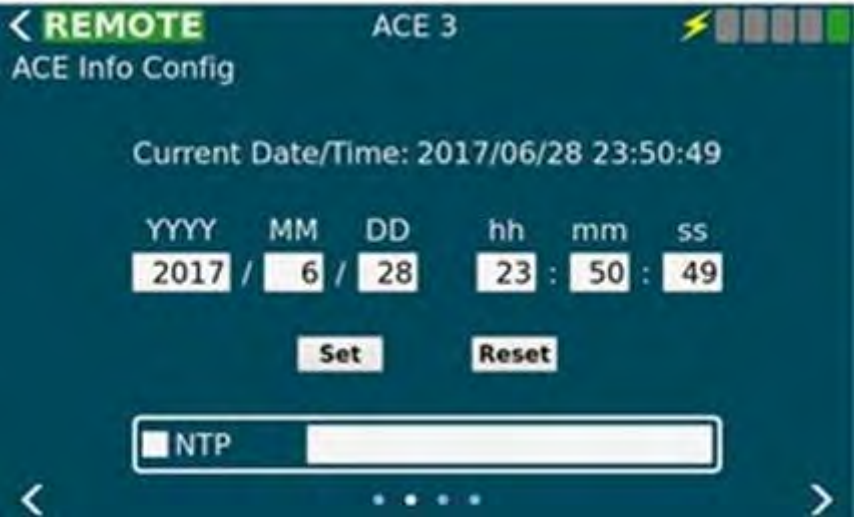 < REMOTE ACE 3
ACE Info Config
Current Date/Time: 2017/06/28 23:50:49
YYYY MM DD hh mm ss
2017 / 6 / 28 23 : 50 : 49
Set Reset
NTP
< >